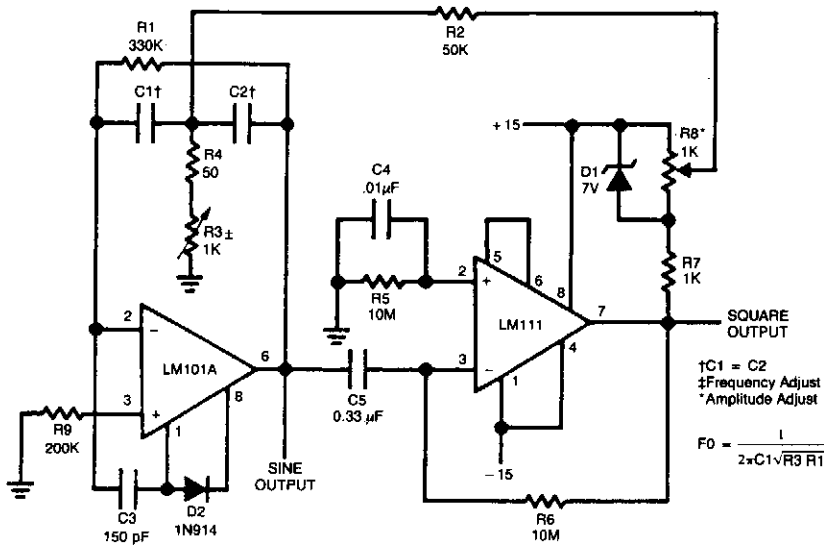 R1
330K
R2
50K
C1†
C2†
R4
50
R3±
1K
C4
.01µF
R5
10M
+15
D1
7V
R8*
1K
R7
1K
2
3
LM101A
6
8
1
+
−
R9
200K
C3
150 pF
D2
1N914
SINE
OUTPUT
C5
0.33 µF
2
3
+
−
5
6
8
LM111
7
4
1
−15
R6
10M
SQUARE
OUTPUT
†C1 = C2
‡Frequency Adjust
*Amplitude Adjust
F0 = 1 / 2πC1√R3 R1